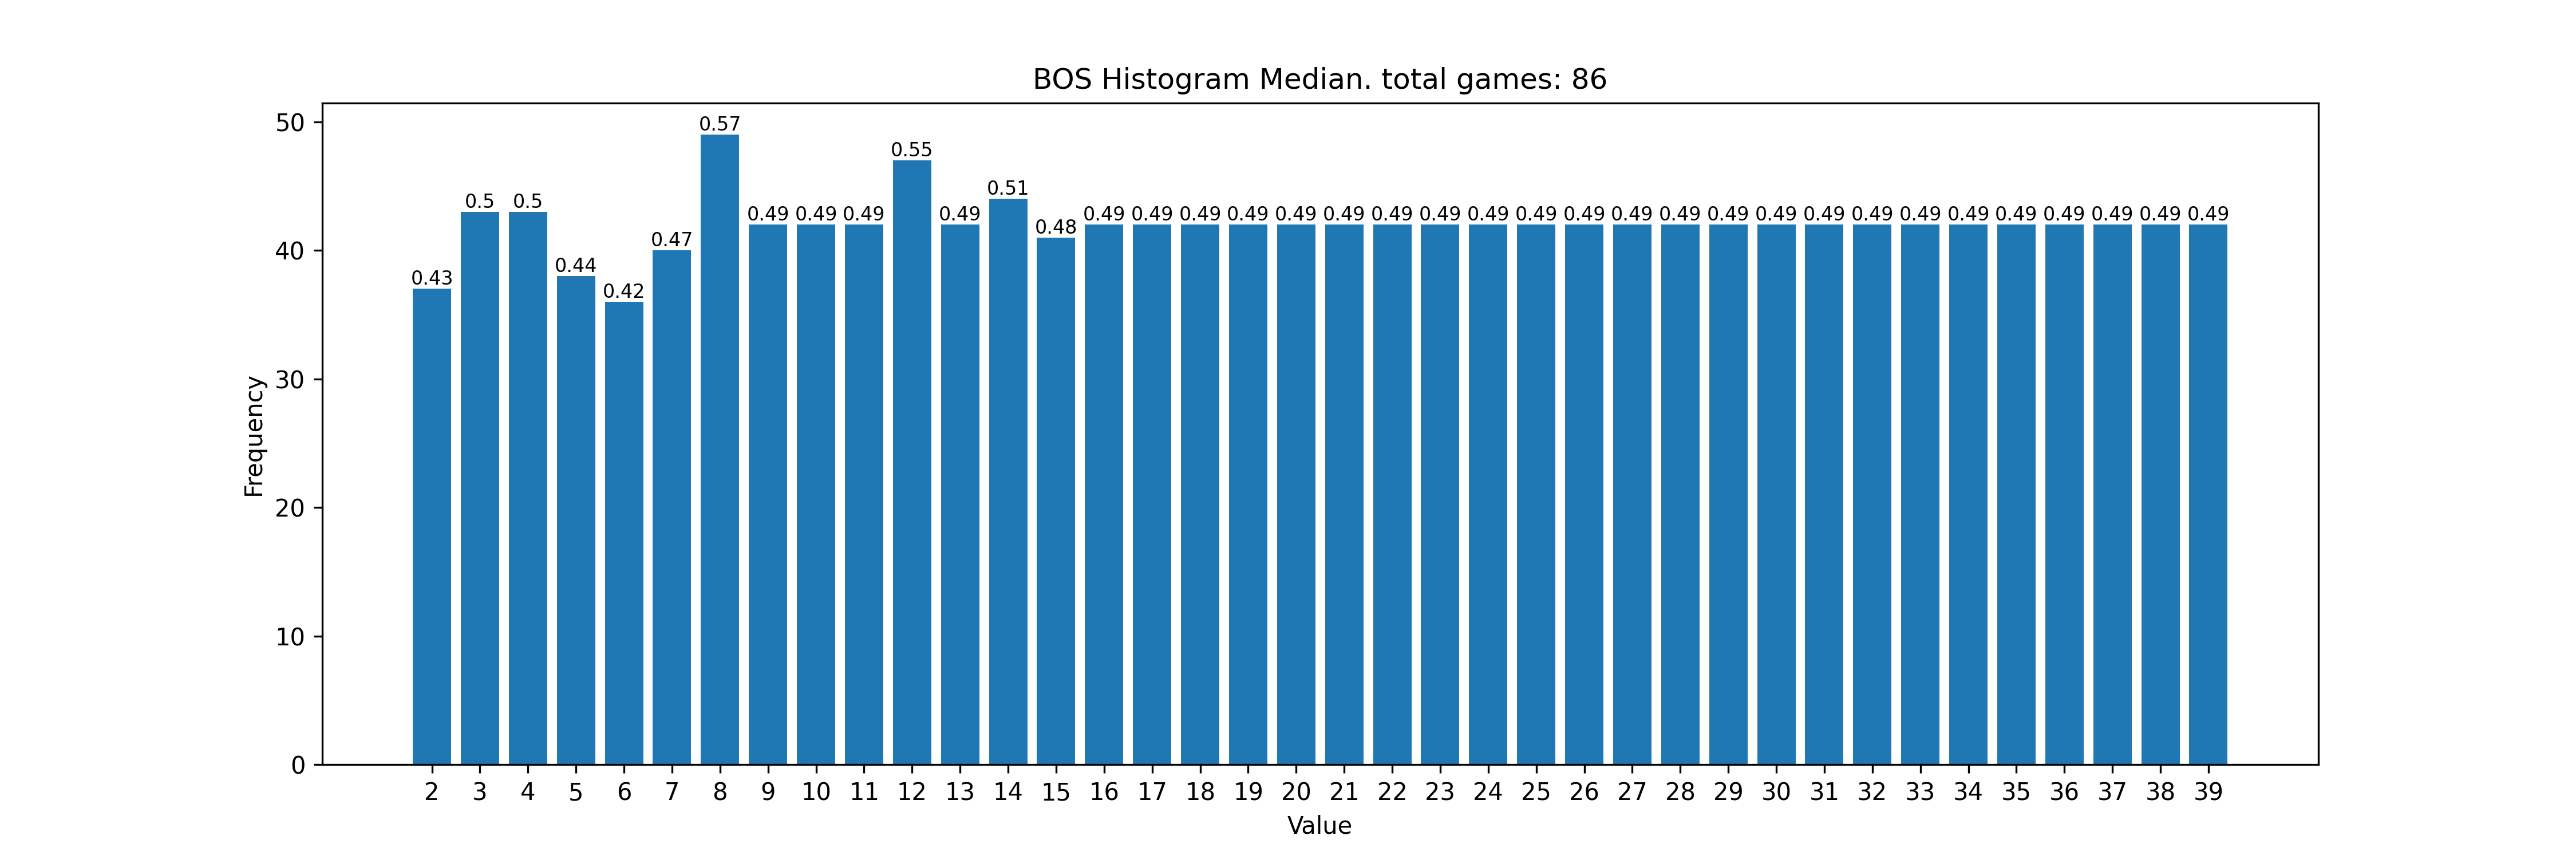 BOS Histogram Median. total games: 86
50
40
30
20
10
0
Frequency
0.43 0.5 0.5 0.44 0.42 0.47 0.57 0.49 0.49 0.49 0.55 0.49 0.51 0.48 0.49 0.49 0.49 0.49 0.49 0.49 0.49 0.49 0.49 0.49 0.49 0.49 0.49 0.49 0.49 0.49 0.49 0.49 0.49 0.49 0.49 0.49 0.49 0.49
2 3 4 5 6 7 8 9 10 11 12 13 14 15 16 17 18 19 20 21 22 23 24 25 26 27 28 29 30 31 32 33 34 35 36 37 38 39
Value